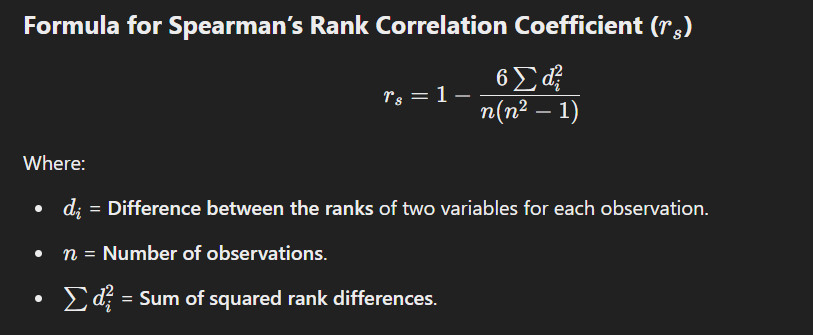 Formula for Spearman's Rank Correlation Coefficient (r_s)
r_s = 1 − \frac{6 \sum d_i^2}{n(n^2 − 1)}
Where:
• d_i = Difference between the ranks of two variables for each observation.
• n = Number of observations.
• \sum d_i^2 = Sum of squared rank differences.